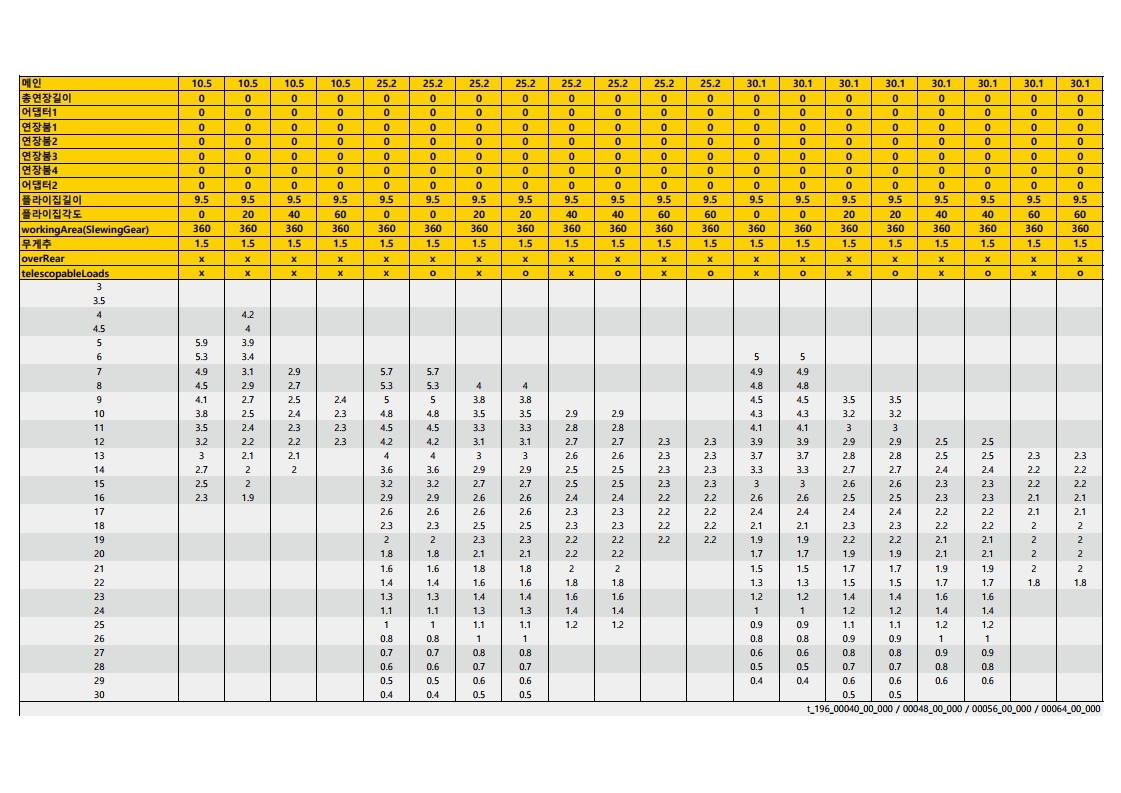 메인 10.5 10.5 10.5 10.5 25.2 25.2 25.2 25.2 25.2 25.2 25.2 25.2 30.1 30.1 30.1 30.1 30.1 30.1 30.1 30.1
총연장길이 0 0 0 0 0 0 0 0 0 0 0 0 0 0 0 0 0 0 0 0
어댑터1 0 0 0 0 0 0 0 0 0 0 0 0 0 0 0 0 0 0 0 0
연장붐1 0 0 0 0 0 0 0 0 0 0 0 0 0 0 0 0 0 0 0 0
연장붐2 0 0 0 0 0 0 0 0 0 0 0 0 0 0 0 0 0 0 0 0
연장붐3 0 0 0 0 0 0 0 0 0 0 0 0 0 0 0 0 0 0 0 0
연장붐4 0 0 0 0 0 0 0 0 0 0 0 0 0 0 0 0 0 0 0 0
어댑터2 0 0 0 0 0 0 0 0 0 0 0 0 0 0 0 0 0 0 0 0
플라이집길이 9.5 9.5 9.5 9.5 9.5 9.5 9.5 9.5 9.5 9.5 9.5 9.5 9.5 9.5 9.5 9.5 9.5 9.5 9.5 9.5
플라이집각도 0 20 40 60 0 0 20 20 40 40 60 60 0 0 20 20 40 40 60 60
workingArea(SlewingGear) 360 360 360 360 360 360 360 360 360 360 360 360 360 360 360 360 360 360 360 360
무게추 1.5 1.5 1.5 1.5 1.5 1.5 1.5 1.5 1.5 1.5 1.5 1.5 1.5 1.5 1.5 1.5 1.5 1.5 1.5 1.5
overRear x x x x x x x x x x x x x x x x x x x x
telescopableLoads x x x x x o x o x o x o x o x o x o x o
3
3.5
4 4.2
4.5 4
5 5.9 3.9
6 5.3 3.4 5 5
7 4.9 3.1 2.9 5.7 5.7 4.9 4.9
8 4.5 2.9 2.7 5.3 5.3 4 4 4.8 4.8
9 4.1 2.7 2.5 2.4 5 5 3.8 3.8 4.5 4.5 3.5 3.5
10 3.8 2.5 2.4 2.3 4.8 4.8 3.5 3.5 2.9 2.9 4.3 4.3 3.2 3.2
11 3.5 2.4 2.3 2.3 4.5 4.5 3.3 3.3 2.8 2.8 4.1 4.1 3 3
12 3.2 2.2 2.2 2.3 4.2 4.2 3.1 3.1 2.7 2.7 2.3 2.3 3.9 3.9 2.9 2.9 2.5 2.5
13 3 2.1 2.1 4 4 3 3 2.6 2.6 2.3 2.3 3.7 3.7 2.8 2.8 2.5 2.5 2.3 2.3
14 2.7 2 2 3.6 3.6 2.9 2.9 2.5 2.5 2.3 2.3 3.3 3.3 2.7 2.7 2.4 2.4 2.2 2.2
15 2.5 2 3.2 3.2 2.7 2.7 2.5 2.5 2.3 2.3 3 3 2.6 2.6 2.3 2.3 2.2 2.2
16 2.3 1.9 2.9 2.9 2.6 2.6 2.4 2.4 2.2 2.2 2.6 2.6 2.5 2.5 2.3 2.3 2.1 2.1
17 2.6 2.6 2.6 2.6 2.3 2.3 2.2 2.2 2.4 2.4 2.4 2.4 2.2 2.2 2.1 2.1
18 2.3 2.3 2.5 2.5 2.3 2.3 2.2 2.2 2.1 2.1 2.3 2.3 2.2 2.2 2 2
19 2 2 2.3 2.3 2.2 2.2 2.2 2.2 1.9 1.9 2.2 2.2 2.1 2.1 2 2
20 1.8 1.8 2.1 2.1 2.2 2.2 1.7 1.7 1.9 1.9 2.1 2.1 2 2
21 1.6 1.6 1.8 1.8 2 2 1.5 1.5 1.7 1.7 1.9 1.9 2 2
22 1.4 1.4 1.6 1.6 1.8 1.8 1.3 1.3 1.5 1.5 1.7 1.7 1.8 1.8
23 1.3 1.3 1.4 1.4 1.6 1.6 1.2 1.2 1.4 1.4 1.6 1.6
24 1.1 1.1 1.3 1.3 1.4 1.4 1 1 1.2 1.2 1.4 1.4
25 1 1 1.1 1.1 1.2 1.2 0.9 0.9 1.1 1.1 1.2 1.2
26 0.8 0.8 1 1 0.8 0.8 0.9 0.9 1 1
27 0.7 0.7 0.8 0.8 0.6 0.6 0.8 0.8 0.9 0.9
28 0.6 0.6 0.7 0.7 0.5 0.5 0.7 0.7 0.8 0.8
29 0.5 0.5 0.6 0.6 0.4 0.4 0.6 0.6 0.6 0.6
30 0.4 0.4 0.5 0.5 0.5 0.5
t_196_00040_00_000 / 00048_00_000 / 00056_00_000 / 00064_00_000